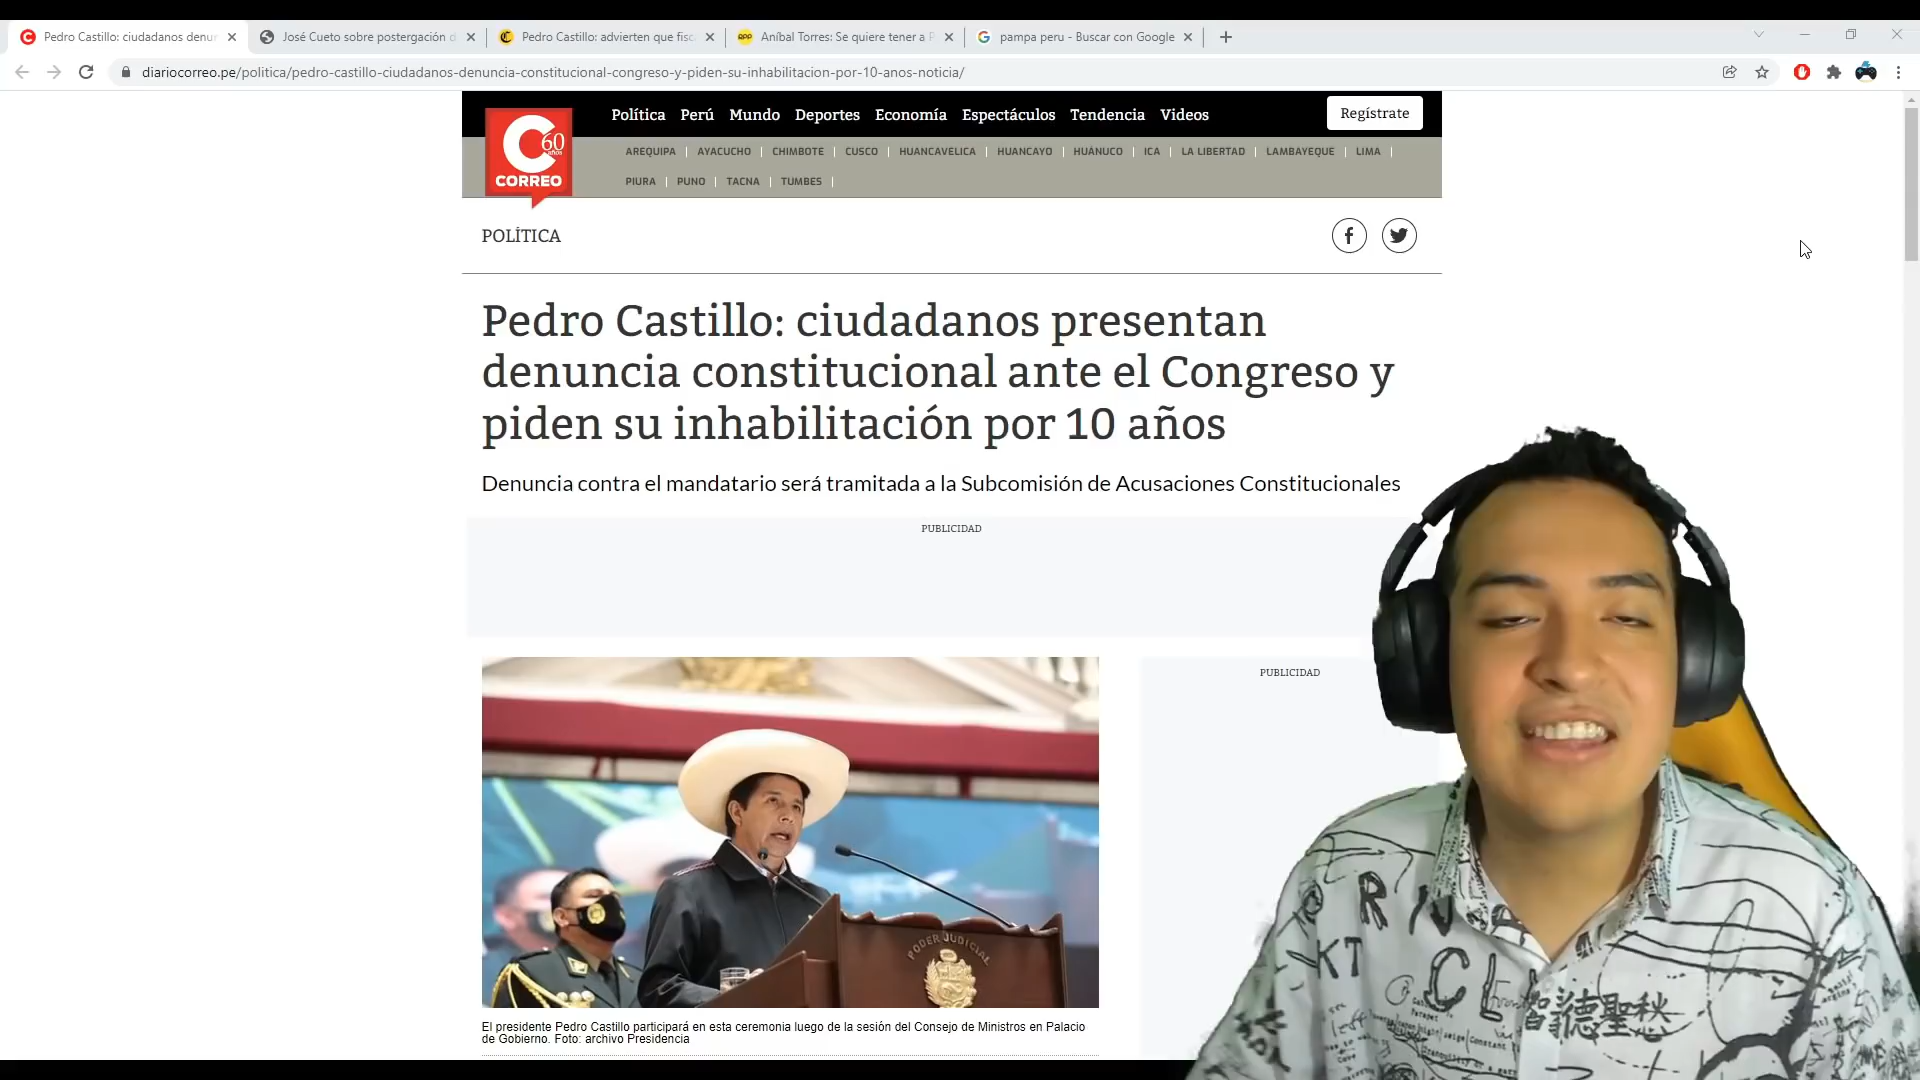 Pedro Castillo: ciudadanos denun
José Cueto sobre postergación d
Pedro Castillo: advierten que fisc
Aníbal Torres: Se quiere tener a P
pampa peru - Buscar con Google
diariocorreo.pe/politica/pedro-castillo-ciudadanos-denuncia-constitucional-congreso-y-piden-su-inhabilitacion-por-10-anos-noticia/
C 60 años
CORREO
Política Perú Mundo Deportes Economía Espectáculos Tendencia Videos
Regístrate
AREQUIPA | AYACUCHO | CHIMBOTE | CUSCO | HUANCAVELICA | HUANCAYO | HUÁNUCO | ICA | LA LIBERTAD | LAMBAYEQUE | LIMA |
PIURA | PUNO | TACNA | TUMBES |
POLÍTICA
Pedro Castillo: ciudadanos presentan
denuncia constitucional ante el Congreso y
piden su inhabilitación por 10 años
Denuncia contra el mandatario será tramitada a la Subcomisión de Acusaciones Constitucionales
PUBLICIDAD
PUBLICIDAD
PODER JUDICIAL
El presidente Pedro Castillo participará en esta ceremonia luego de la sesión del Consejo de Ministros en Palacio
de Gobierno. Foto: archivo Presidencia